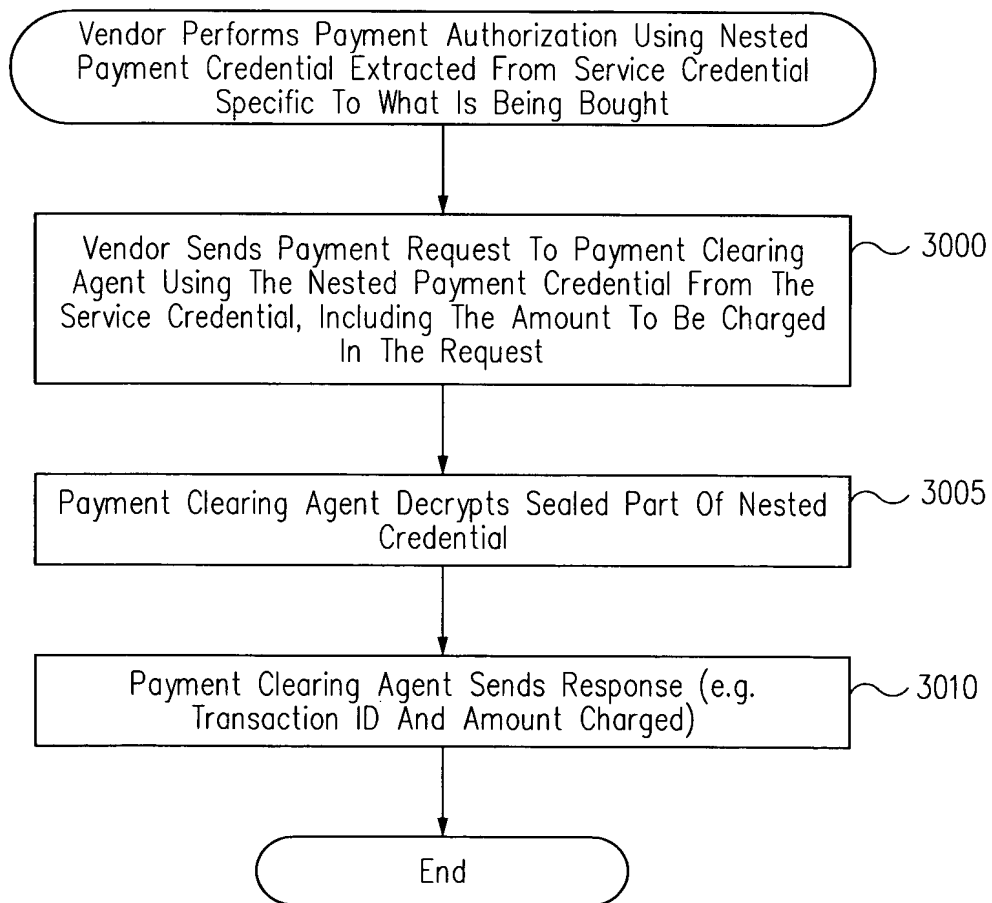 Vendor Performs Payment Authorization Using Nested
Payment Credential Extracted From Service Credential
Specific To What Is Being Bought
Vendor Sends Payment Request To Payment Clearing
Agent Using The Nested Payment Credential From The
Service Credential, Including The Amount To Be Charged
In The Request
3000
Payment Clearing Agent Decrypts Sealed Part Of Nested
Credential
3005
Payment Clearing Agent Sends Response (e.g.
Transaction ID And Amount Charged)
3010
End